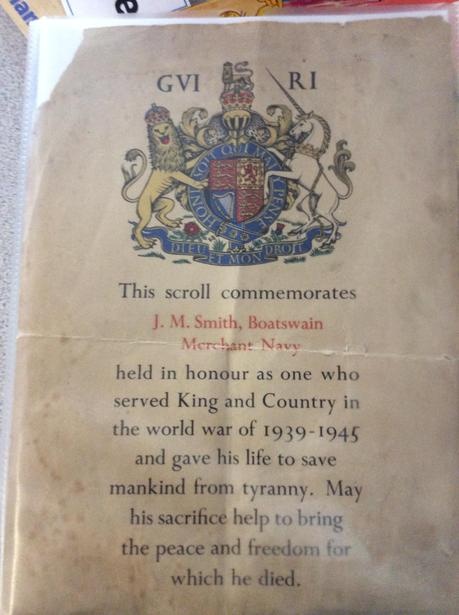 GVI RI
HONI SOIT QUI MAL Y PENSE
DIEU ET MON DROIT
This scroll commemorates
J. M. Smith, Boatswain
Merchant Navy
held in honour as one who
served King and Country in
the world war of 1939-1945
and gave his life to save
mankind from tyranny. May
his sacrifice help to bring
the peace and freedom for
which he died.